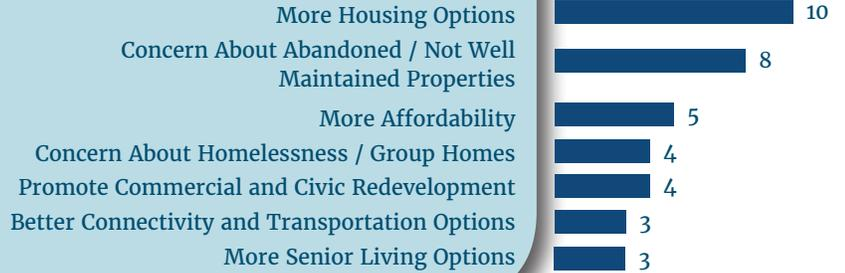 More Housing Options 10
Concern About Abandoned / Not Well
Maintained Properties 8
More Affordability 5
Concern About Homelessness / Group Homes 4
Promote Commercial and Civic Redevelopment 4
Better Connectivity and Transportation Options 3
More Senior Living Options 3